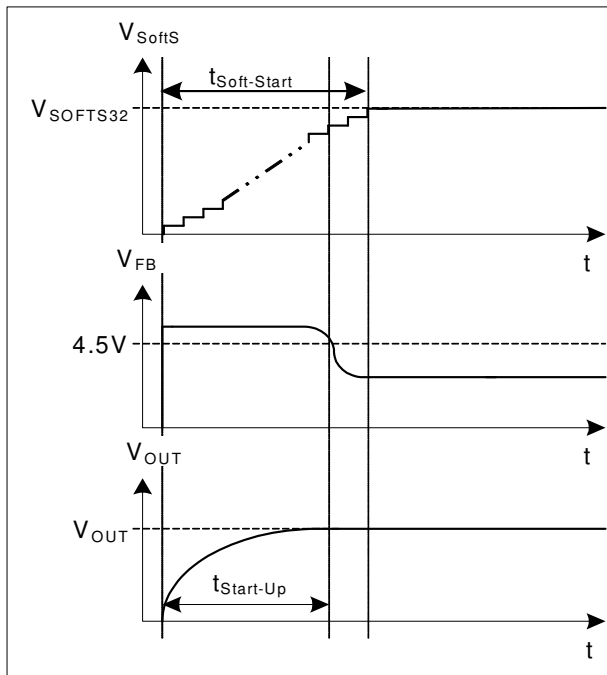 V_SoftS
t_Soft-Start
V_SOFTS32
t
V_FB
4.5V
t
V_OUT
V_OUT
t_Start-Up
t